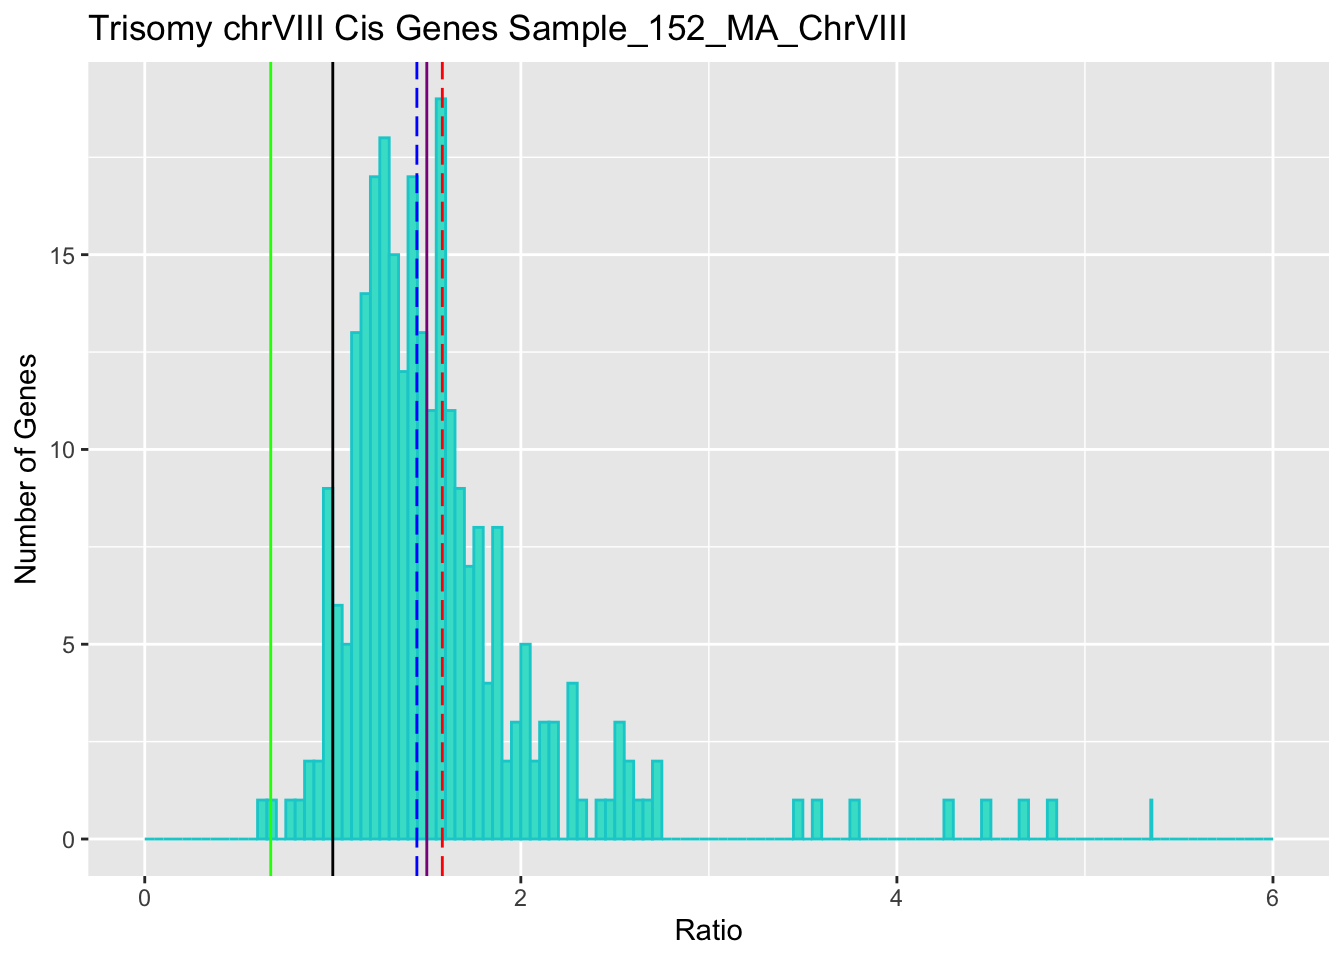 Trisomy chrVIII Cis Genes Sample_152_MA_ChrVIII
Number of Genes
15
10
5
0
0 2 4 6
Ratio